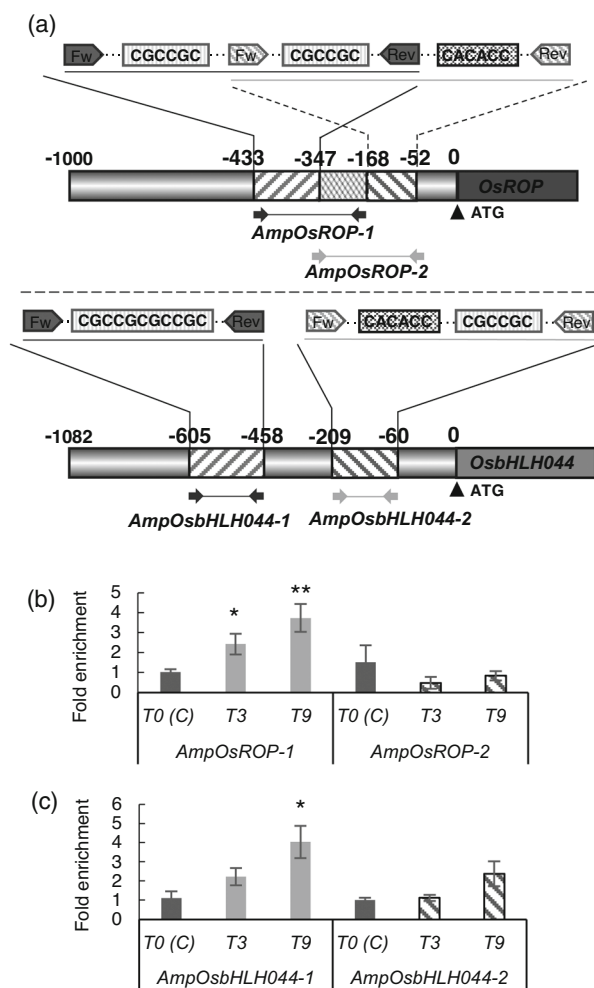 (a)
Fw CGCCGC Fw CGCCGC Rev CACACC Rev
-1000 -433 -347 -168 -52 0
OsROP
ATG
AmpOsROP-1
AmpOsROP-2
Fw CGCCGCGCCGC Rev Fw CACACC CGCCGC Rev
-1082 -605 -458 -209 -60 0
OsbHLH044
ATG
AmpOsbHLH044-1 AmpOsbHLH044-2
(b)
Fold enrichment
5
4
3
2
1
0
* **
T0 (C) T3 T9 T0 (C) T3 T9
AmpOsROP-1 AmpOsROP-2
(c)
Fold enrichment
6
5
4
3
2
1
0
*
T0 (C) T3 T9 T0 (C) T3 T9
AmpOsbHLH044-1 AmpOsbHLH044-2